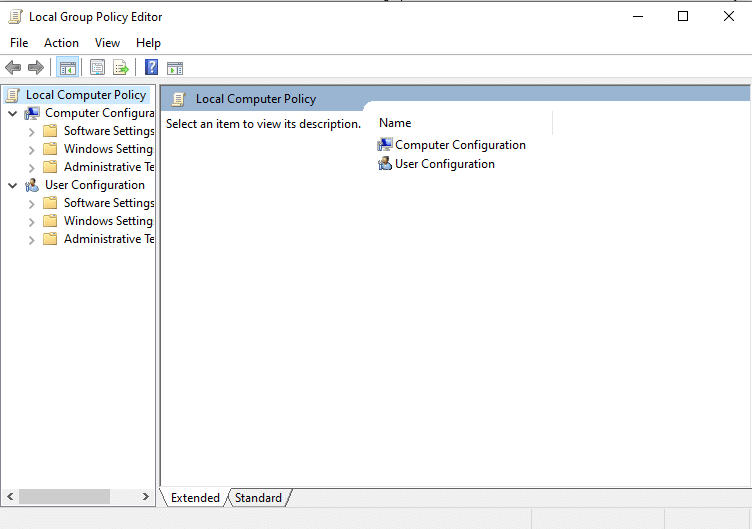 Local Group Policy Editor
File Action View Help
Local Computer Policy
Computer Configura
Software Settings
Windows Setting
Administrative Te
User Configuration
Software Settings
Windows Setting
Administrative Te
Local Computer Policy
Select an item to view its description.
Name
Computer Configuration
User Configuration
Extended Standard